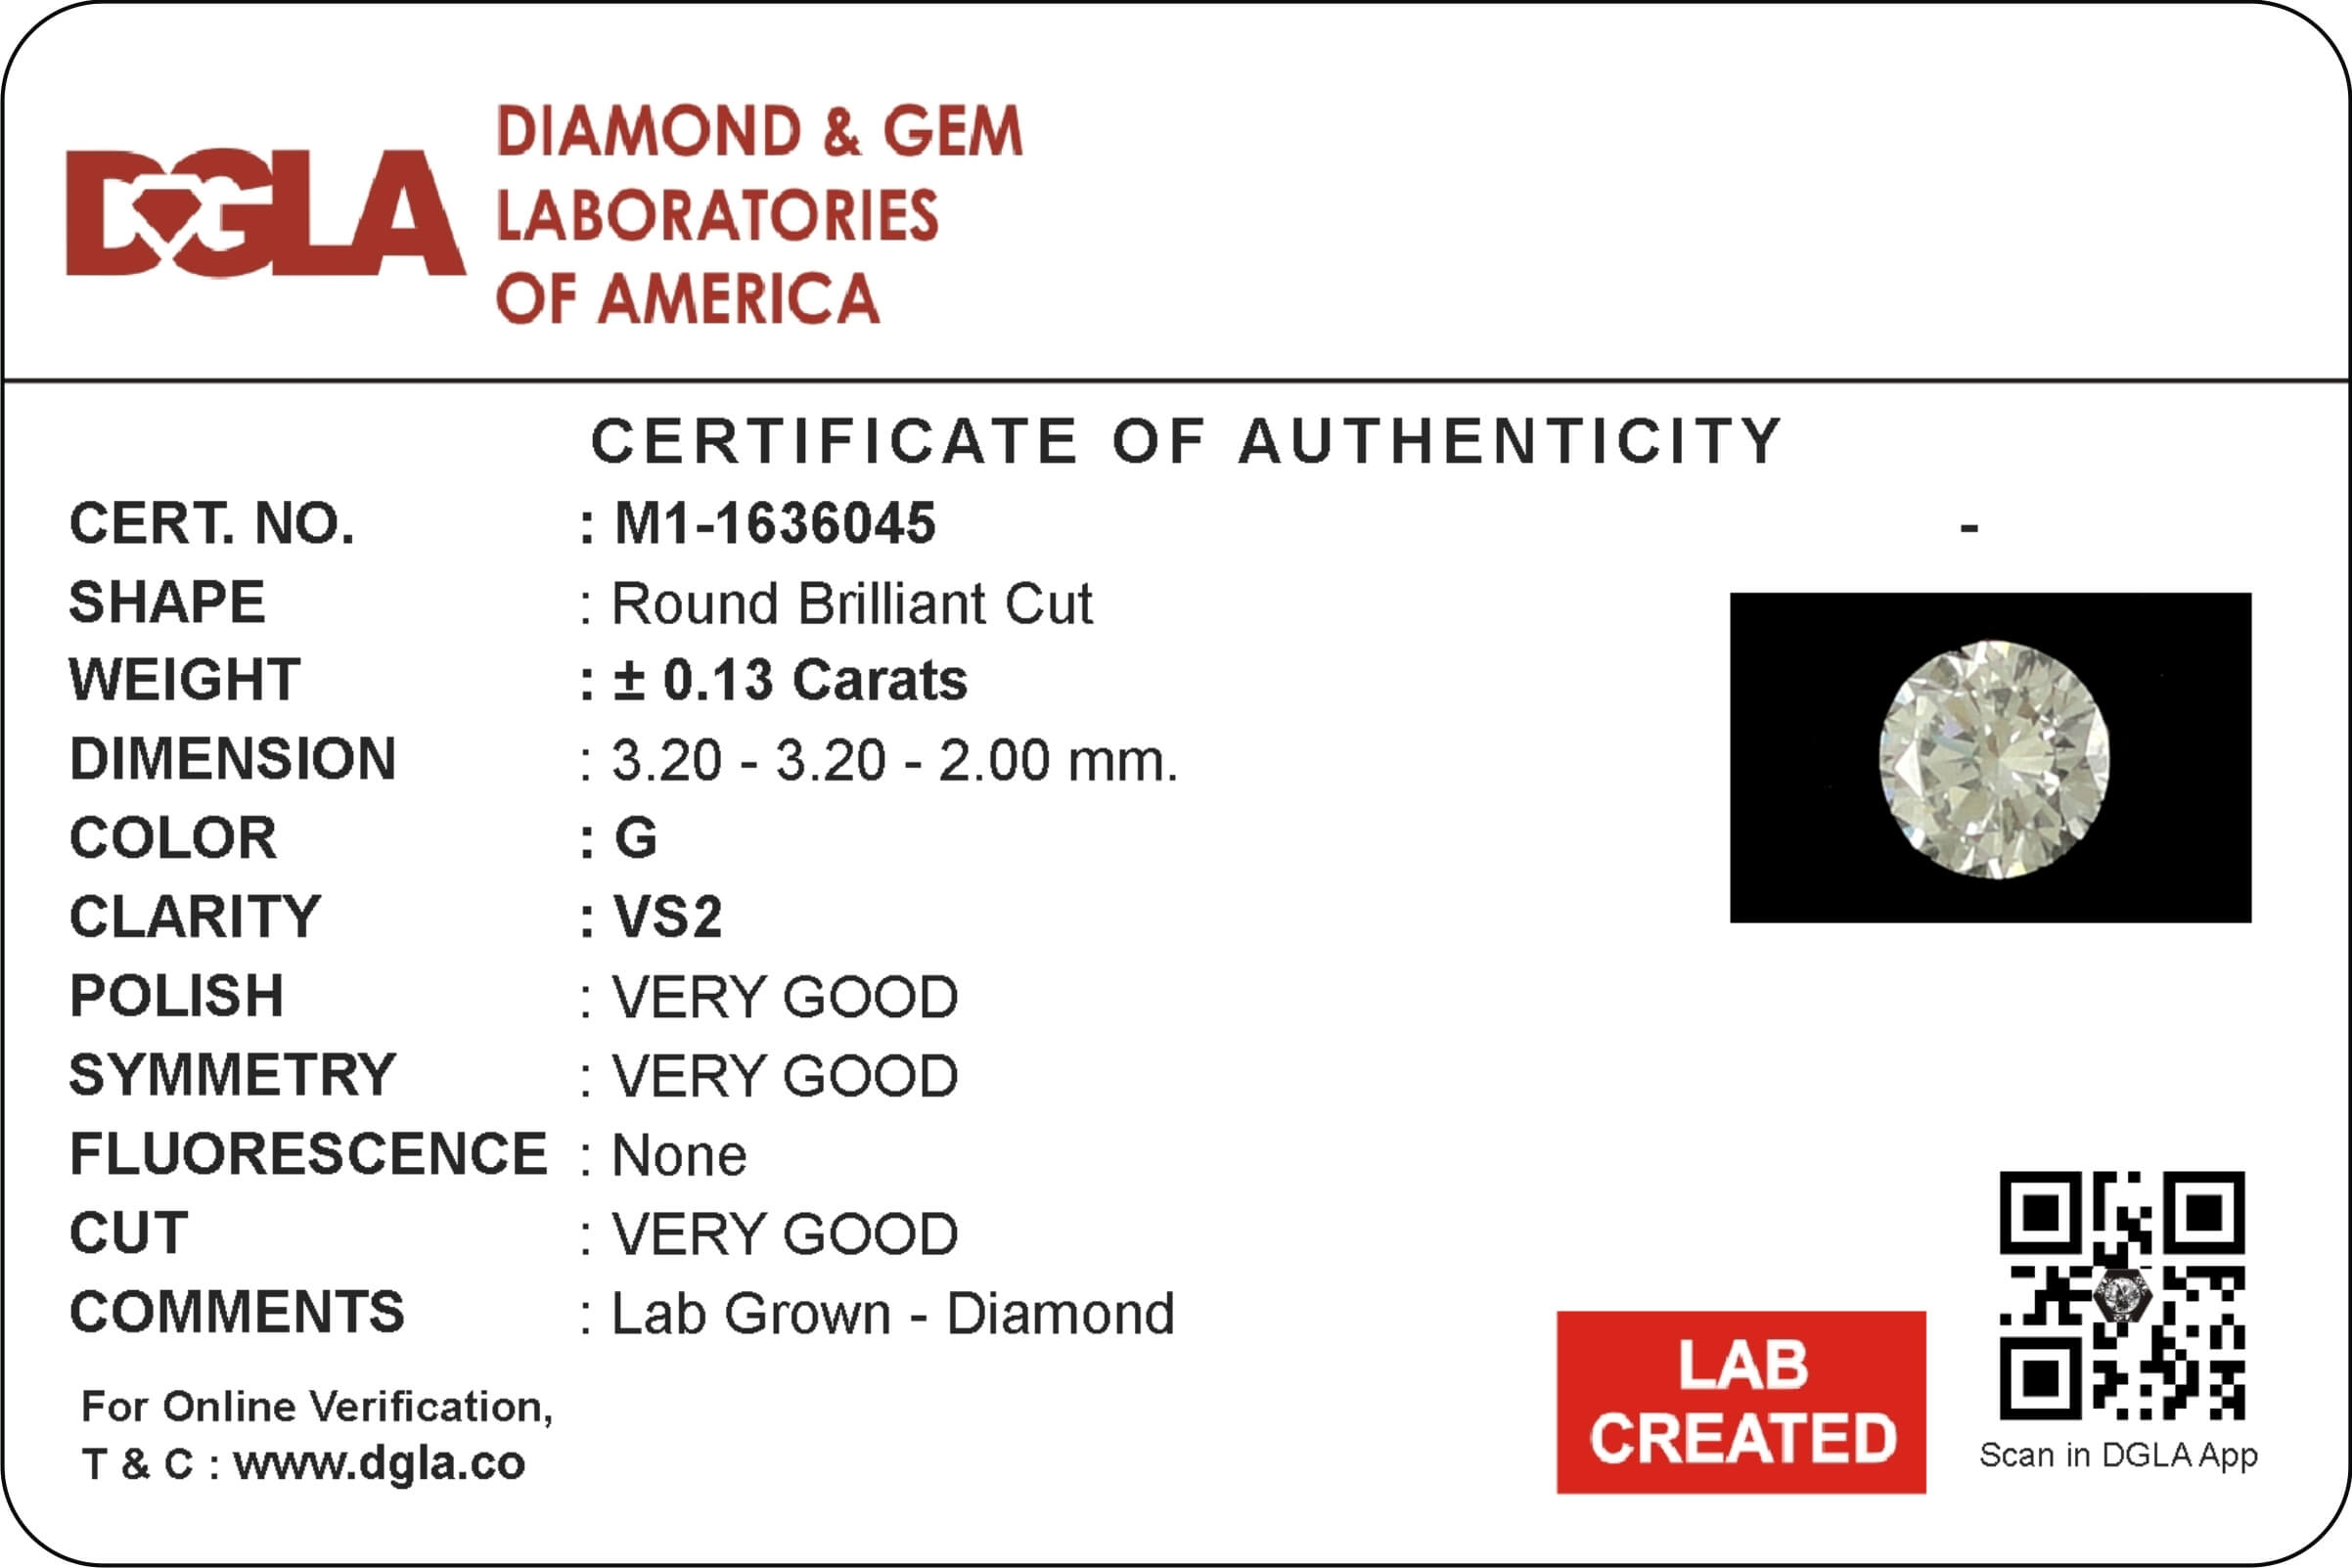 DGLA
DIAMOND & GEM
LABORATORIES
OF AMERICA
CERTIFICATE OF AUTHENTICITY
CERT. NO. : M1-1636045
-
SHAPE : Round Brilliant Cut
WEIGHT : ± 0.13 Carats
DIMENSION : 3.20 - 3.20 - 2.00 mm.
COLOR : G
CLARITY : VS2
POLISH : VERY GOOD
SYMMETRY : VERY GOOD
FLUORESCENCE : None
CUT : VERY GOOD
COMMENTS : Lab Grown - Diamond
For Online Verification,
T & C : www.dgla.co
LAB
CREATED
Scan in DGLA App